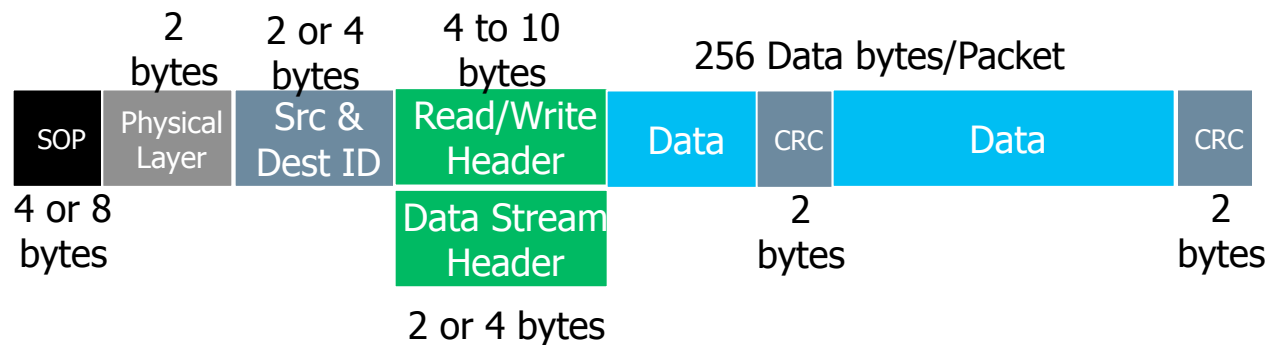 2
bytes
2 or 4
bytes
4 to 10
bytes
256 Data bytes/Packet
SOP
Physical
Layer
Src &
Dest ID
Read/Write
Header
Data
CRC
Data
CRC
4 or 8
bytes
Data Stream
Header
2
bytes
2
bytes
2 or 4 bytes